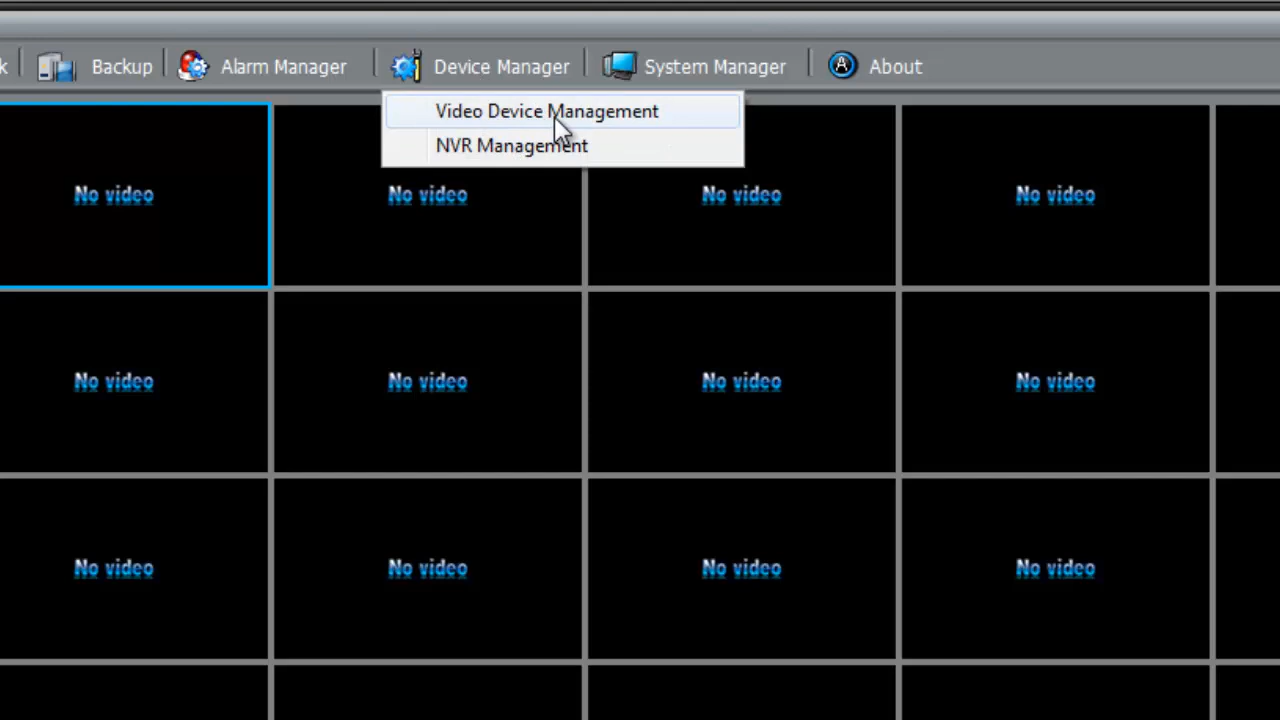 k Backup Alarm Manager Device Manager System Manager About
Video Device Management
NVR Management
No video No video No video No video
No video No video No video No video
No video No video No video No video